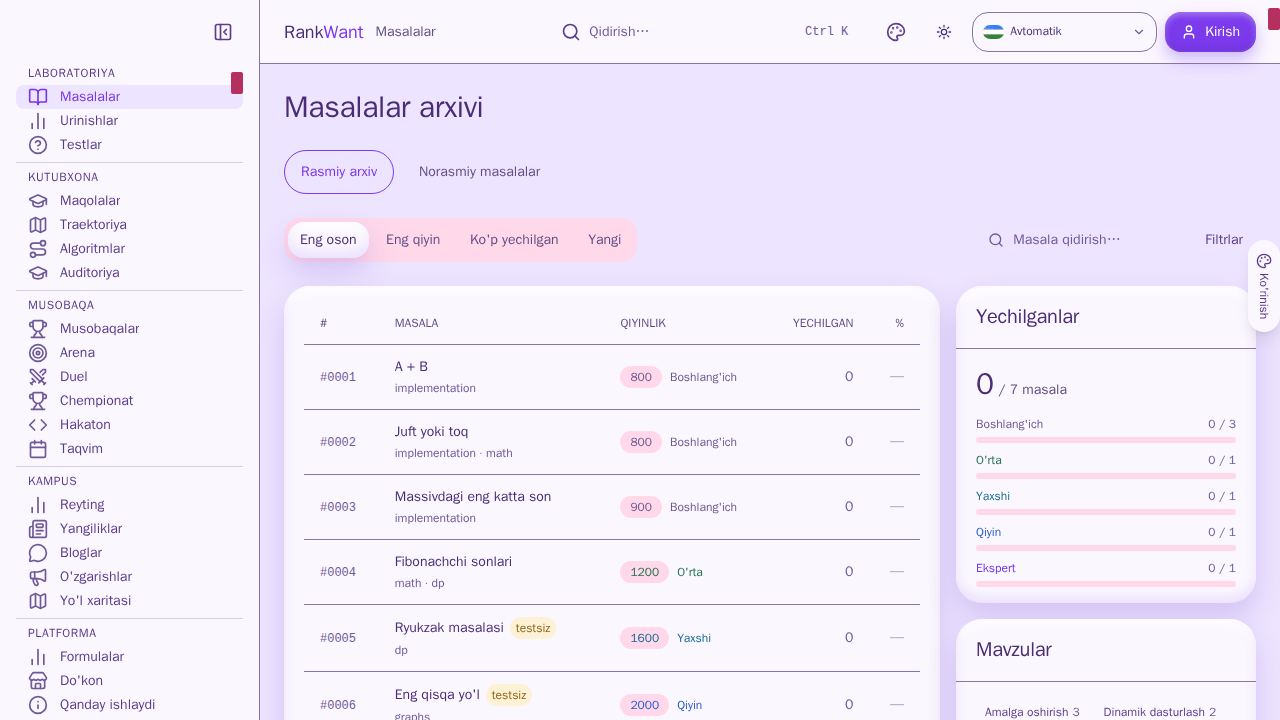 LABORATORIYA
Masalalar
Urinishlar
Testlar
KUTUBXONA
Maqolalar
Traektoriya
Algoritmlar
Auditoriya
MUSOBAQA
Musobaqalar
Arena
Duel
Chempionat
Hakaton
Taqvim
KAMPUS
Reyting
Yangiliklar
Bloglar
O'zgarishlar
Yo'l xaritasi
PLATFORMA
Formulalar
Do'kon
Qanday ishlaydi
RankWant Masalalar
Qidirish…
Ctrl K
Avtomatik
Kirish
Masalalar arxivi
Rasmiy arxiv Norasmiy masalalar
Eng oson Eng qiyin Ko'p yechilgan Yangi
Masala qidirish…
Filtrlar
Ko'rinish
# MASALA QIYINLIK YECHILGAN %
#0001 A + B 800 Boshlang'ich 0 —
implementation
#0002 Juft yoki toq 800 Boshlang'ich 0 —
implementation · math
#0003 Massivdagi eng katta son 900 Boshlang'ich 0 —
implementation
#0004 Fibonachchi sonlari 1200 O'rta 0 —
math · dp
#0005 Ryukzak masalasi testsiz 1600 Yaxshi 0 —
dp
#0006 Eng qisqa yo'l testsiz 2000 Qiyin 0 —
graphs
Yechilganlar
0 / 7 masala
Boshlang'ich 0 / 3
O'rta 0 / 1
Yaxshi 0 / 1
Qiyin 0 / 1
Ekspert 0 / 1
Mavzular
Amalga oshirish 3 Dinamik dasturlash 2